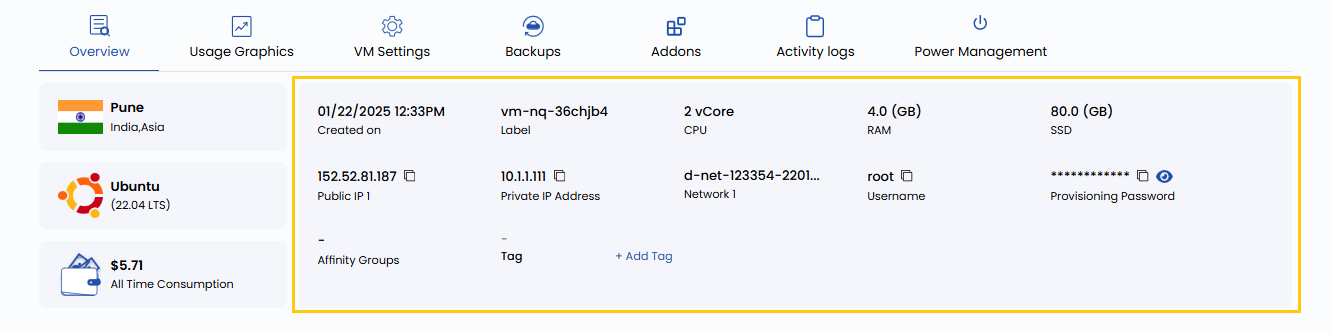 Overview
Usage Graphics
VM Settings
Backups
Addons
Activity logs
Power Management
Pune
India,Asia
Ubuntu
(22.04 LTS)
$5.71
All Time Consumption
01/22/2025 12:33PM
Created on
vm-nq-36chjb4
Label
2 vCore
CPU
4.0 (GB)
RAM
80.0 (GB)
SSD
152.52.81.187
Public IP 1
10.1.1.111
Private IP Address
d-net-123354-2201...
Network 1
root
Username
************
Provisioning Password
-
Affinity Groups
-
Tag
+ Add Tag